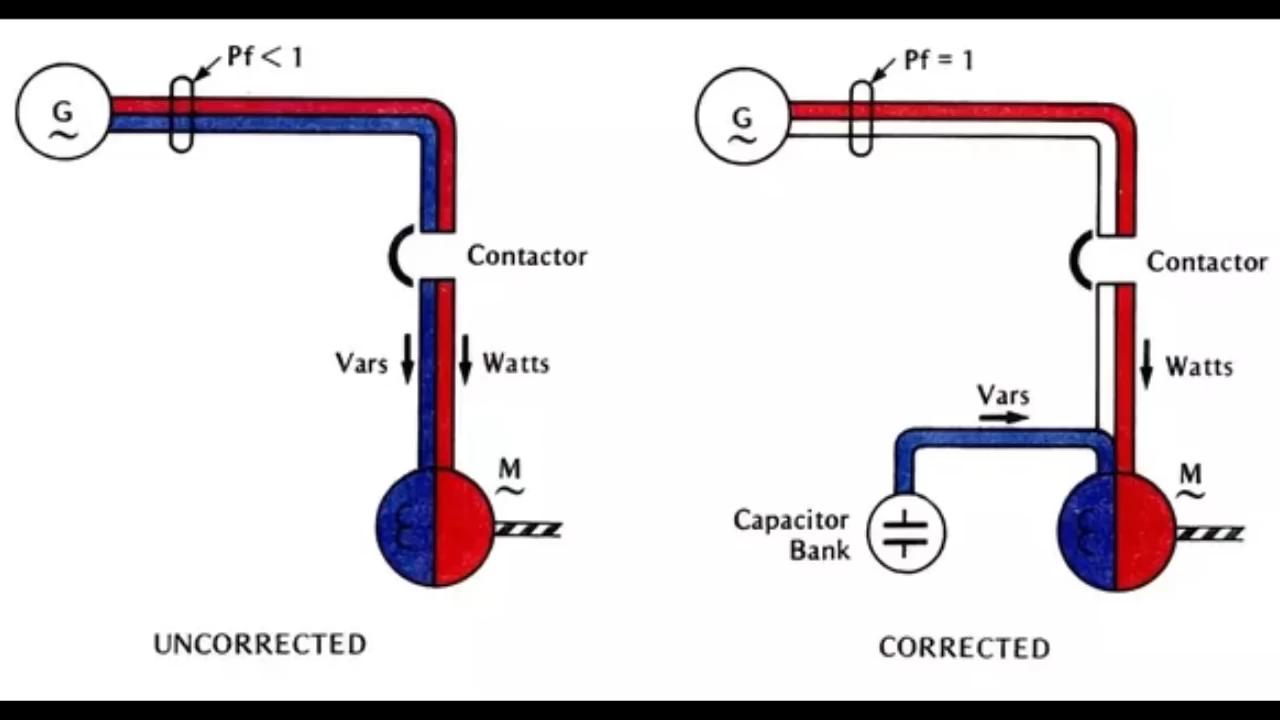 Pf < 1
G
~
Contactor
Vars
Watts
M
~
UNCORRECTED
Pf = 1
G
~
Contactor
Watts
Vars
M
~
Capacitor
Bank
CORRECTED